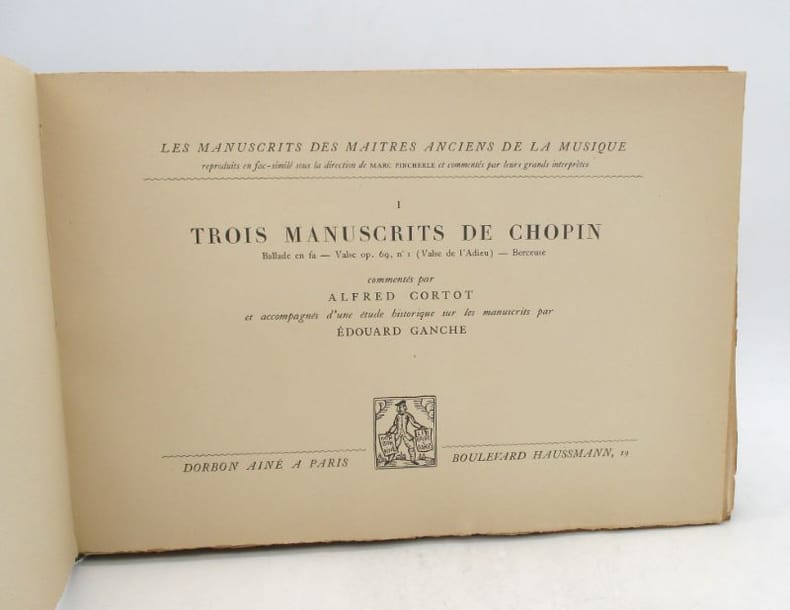 LES MANUSCRITS DES MAITRES ANCIENS DE LA MUSIQUE
reproduits en fac-similé sous la direction de MARC PINCHERLE et commentés par leurs grands interprètes
I
TROIS MANUSCRITS DE CHOPIN
Ballade en fa — Valse op. 69, n° 1 (Valse de l'Adieu) — Berceuse
commentés par
ALFRED CORTOT
et accompagnés d'une étude historique sur les manuscrits par
ÉDOUARD GANCHE
DORBON AINÉ A PARIS
BOULEVARD HAUSSMANN, 19